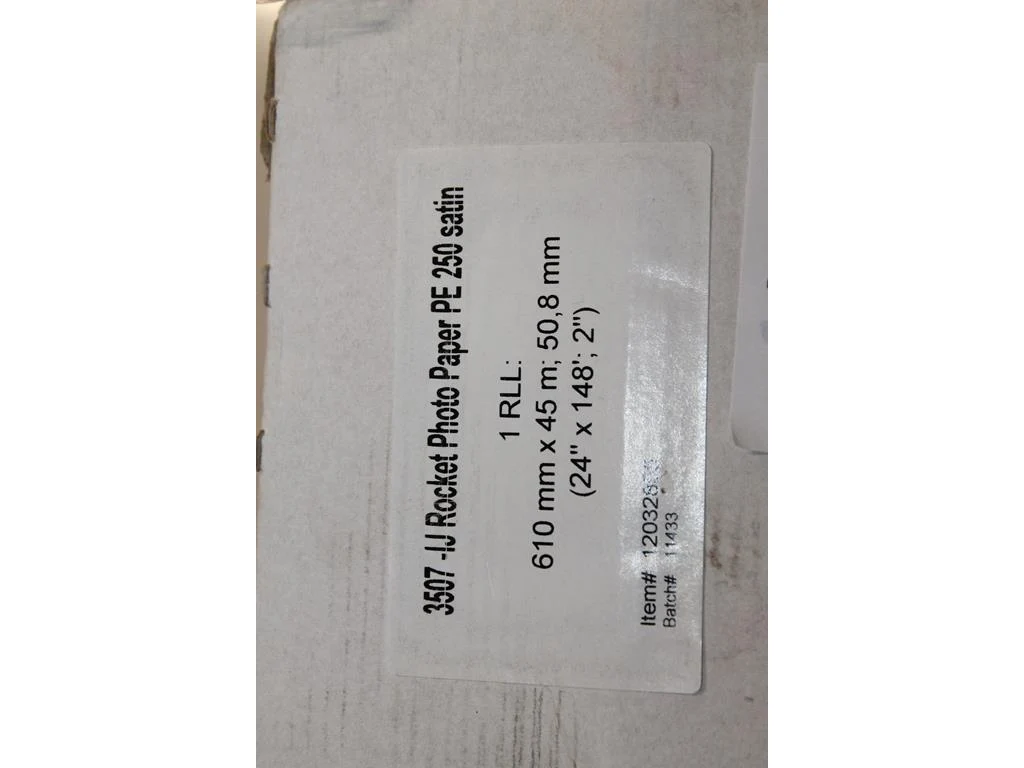 3507 -IJ Rocket Photo Paper PE 250 satin
1 RLL:
610 mm x 45 m; 50,8 mm
(24" x 148'; 2")
Item#
Batch# 11433